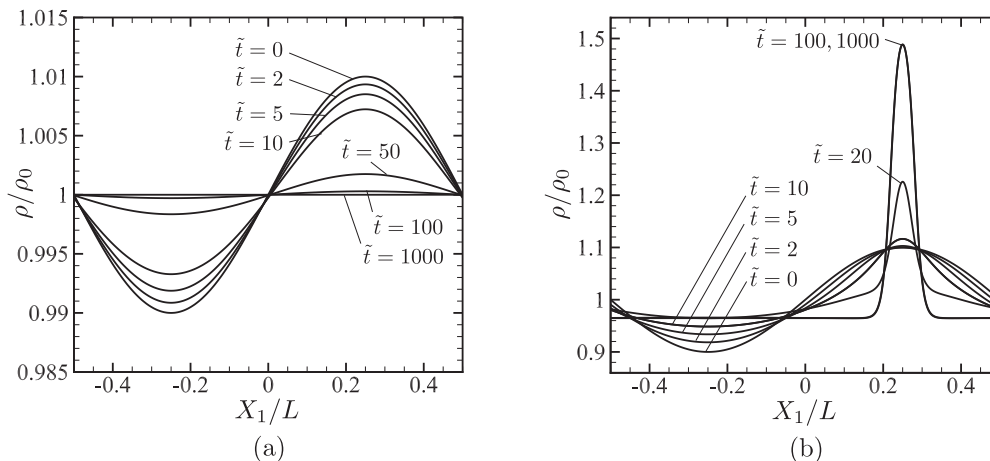 1.015
1.01
1.005
1
0.995
0.99
0.985
ρ/ρ₀
t̃ = 0
t̃ = 2
t̃ = 5
t̃ = 10
t̃ = 50
t̃ = 100
t̃ = 1000
-0.4
-0.2
0
0.2
0.4
X₁/L
(a)
1.5
1.4
1.3
1.2
1.1
1
0.9
ρ/ρ₀
t̃ = 100, 1000
t̃ = 20
t̃ = 10
t̃ = 5
t̃ = 2
t̃ = 0
-0.4
-0.2
0
0.2
0.4
X₁/L
(b)